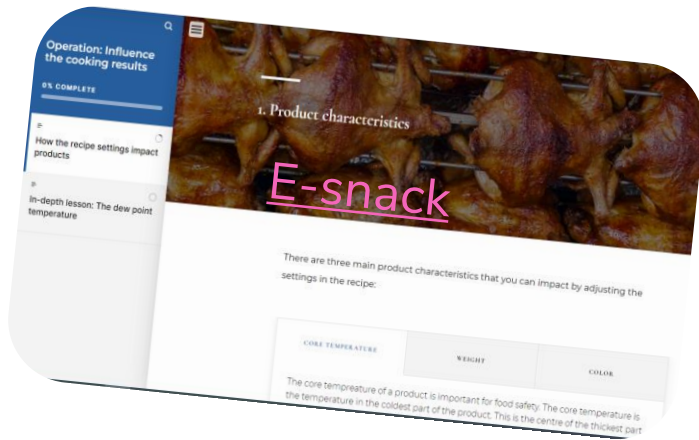 Operation: Influence
the cooking results
0% COMPLETE
How the recipe settings impact
products
In-depth lesson: The dew point
temperature
1. Product characteristics
E-snack
There are three main product characteristics that you can impact by adjusting the
settings in the recipe:
CORE TEMPERATURE
WEIGHT
COLOR
The core tempreature of a product is important for food safety. The core temperature is
the temperature in the coldest part of the product. This is the centre of the thickest part